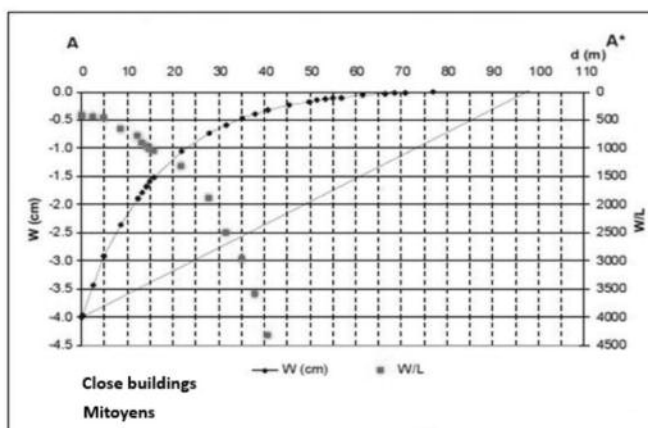 A A*
d (m)
0 10 20 30 40 50 60 70 80 90 100 110
0.0 0
-0.5 500
-1.0 1000
-1.5 1500
-2.0 2000
-2.5 2500
-3.0 3000
-3.5 3500
-4.0 4000
-4.5 4500
W (cm)
W/L
W (cm) W/L
Close buildings
Mitoyens